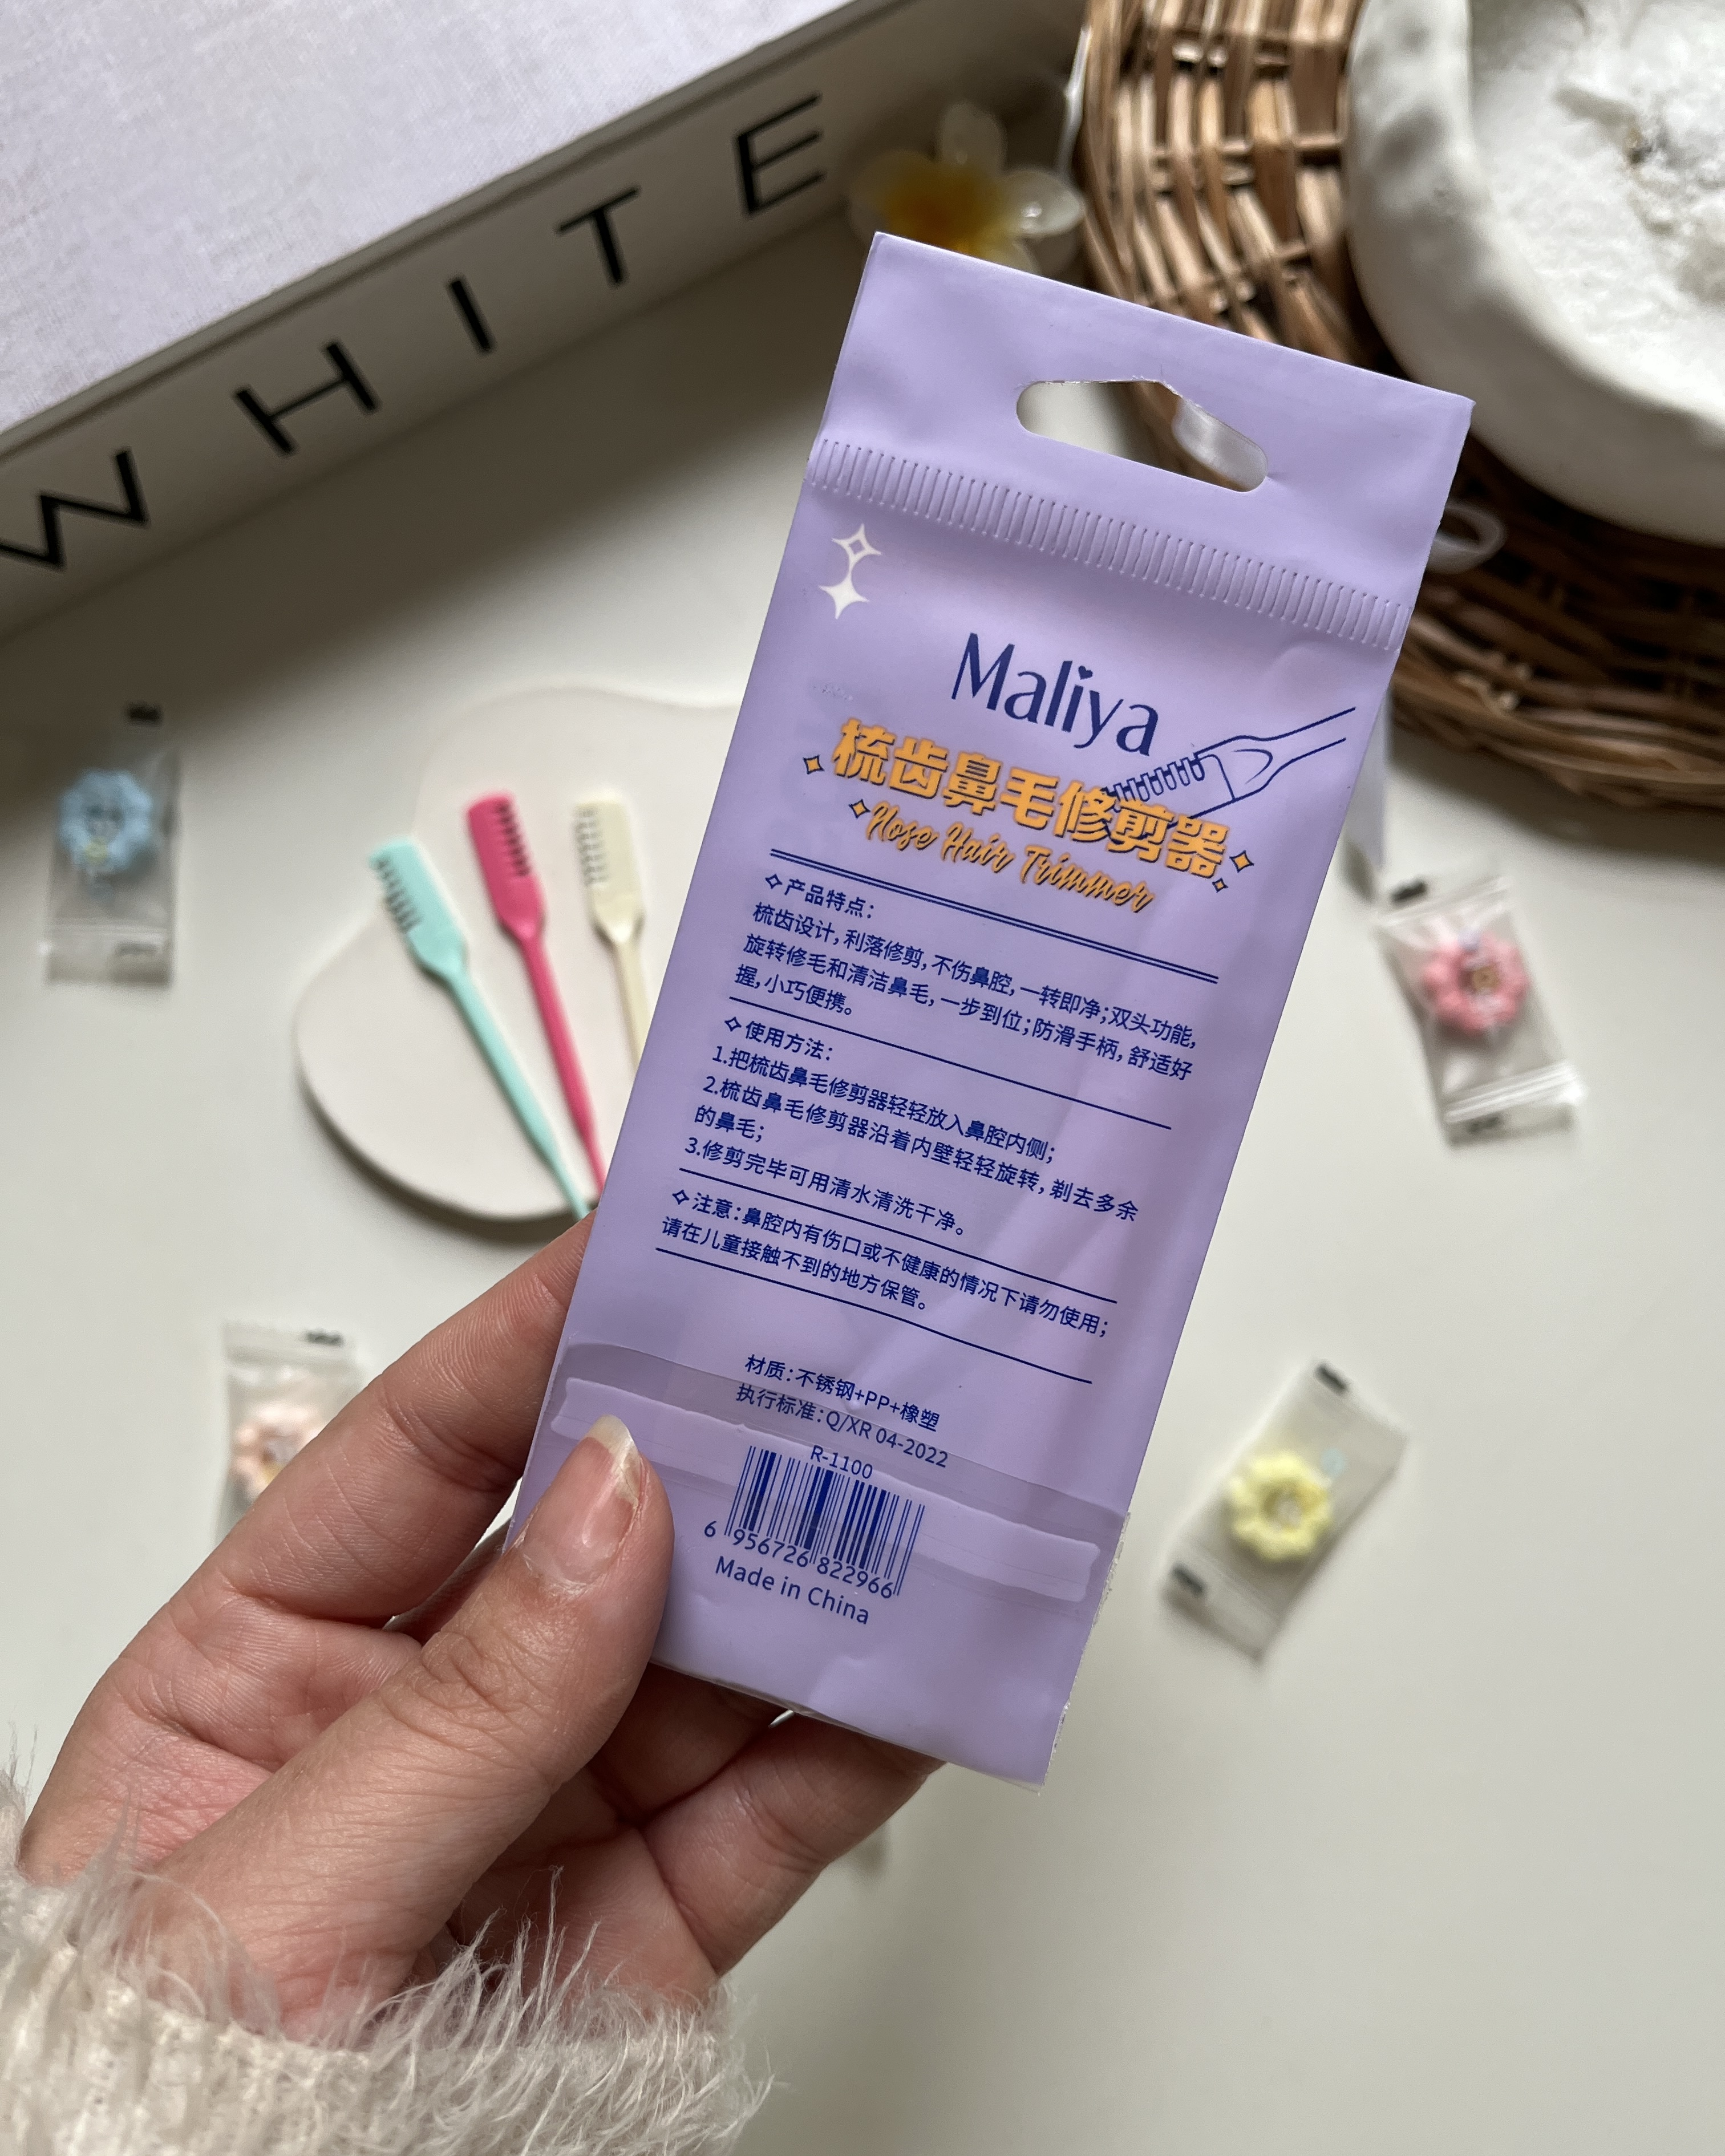 WHITE
Maliya
梳齿鼻毛修剪器
Nose Hair Trimmer
产品特点：
梳齿设计，利落修剪，不伤鼻腔，一转即净；双头功能，
旋转修毛和清洁鼻毛，一步到位；防滑手柄，舒适好
握，小巧便携。
使用方法：
1.把梳齿鼻毛修剪器轻轻放入鼻腔内侧；
2.梳齿鼻毛修剪器沿着内壁轻轻旋转，剃去多余
的鼻毛；
3.修剪完毕可用清水清洗干净。
注意：鼻腔内有伤口或不健康的情况下请勿使用；
请在儿童接触不到的地方保管。
材质：不锈钢+PP+橡塑
执行标准：Q/XR 04-2022
R-1100
6 956726 822966
Made in China